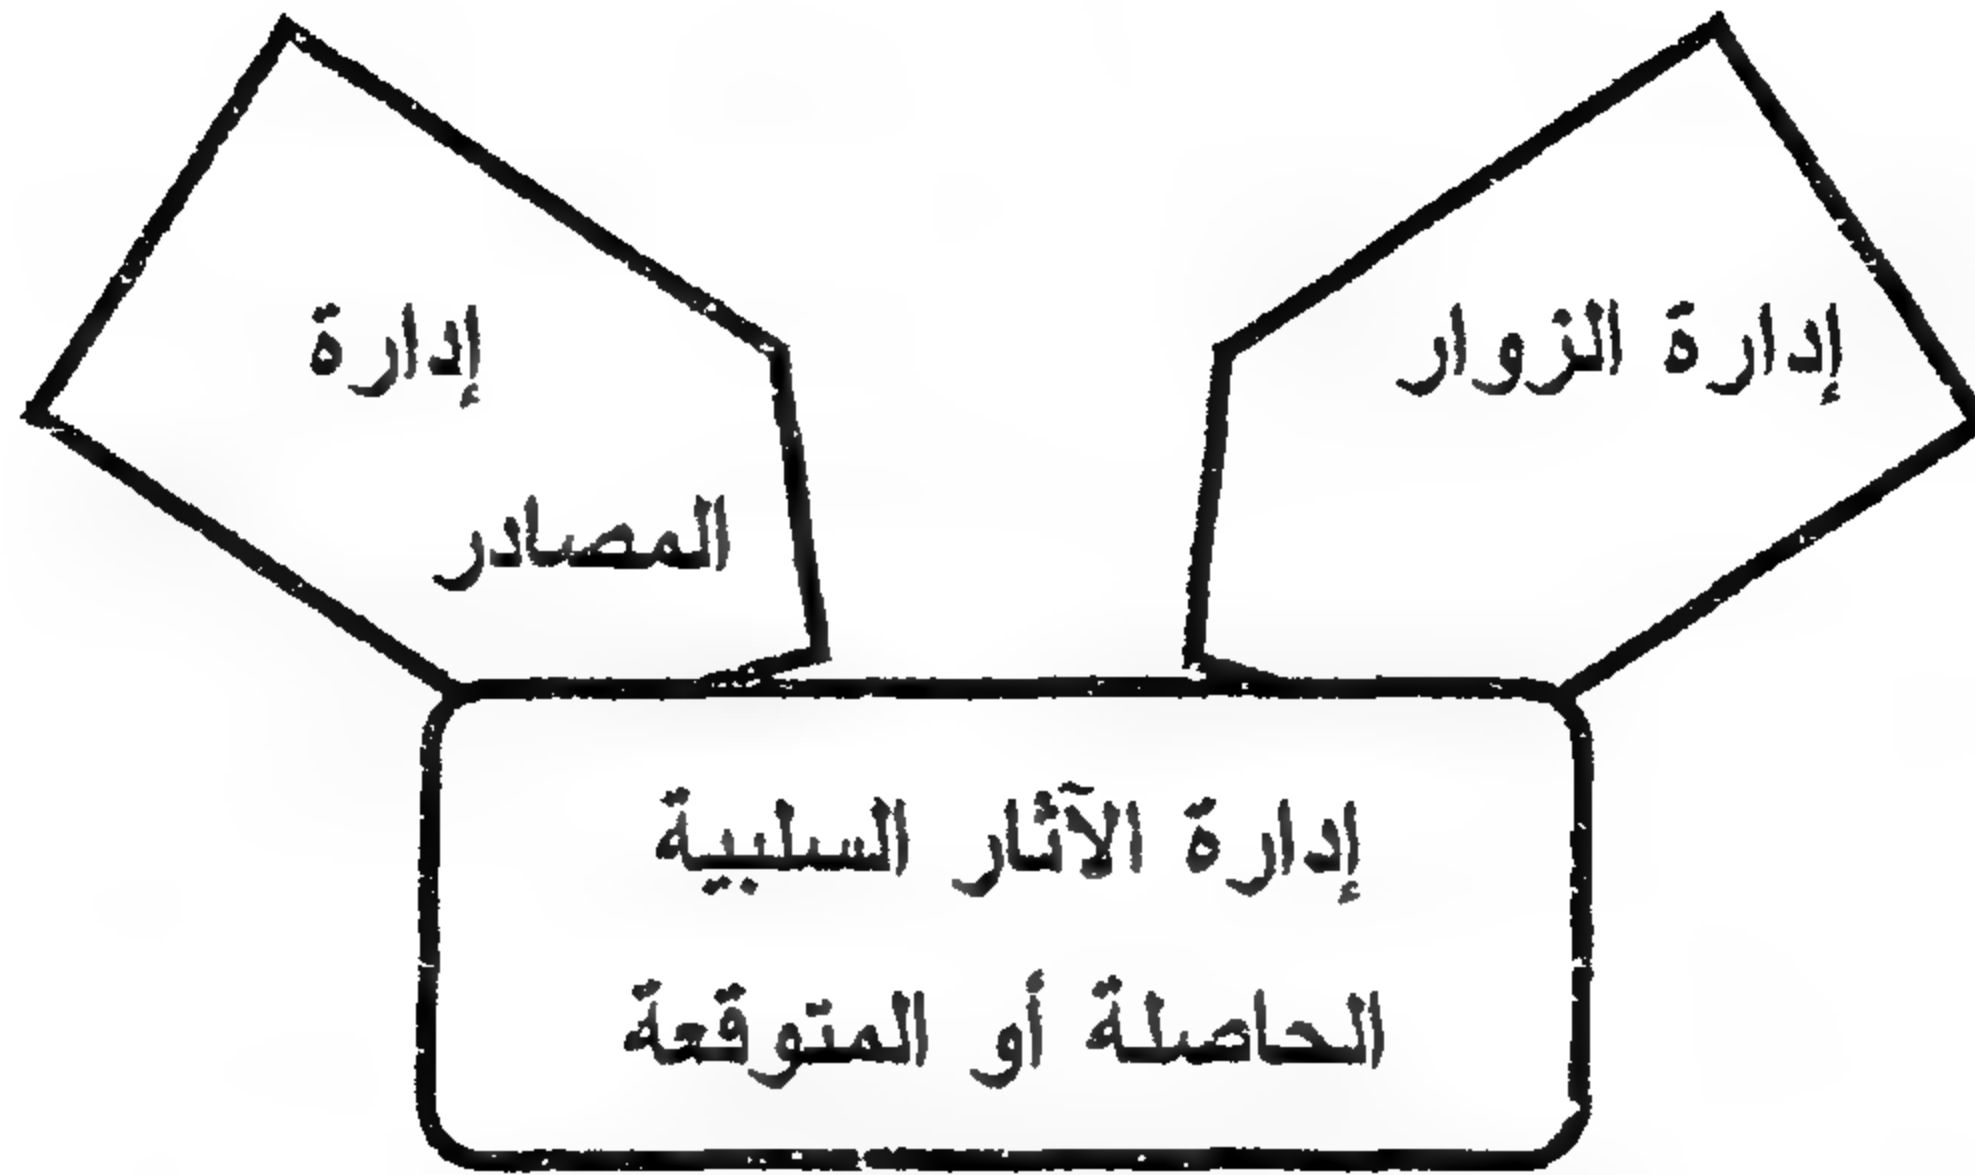 إدارة الزوار
إدارة
المصادر
إدارة الآثار السلبية
الحاصلة أو المتوقعة